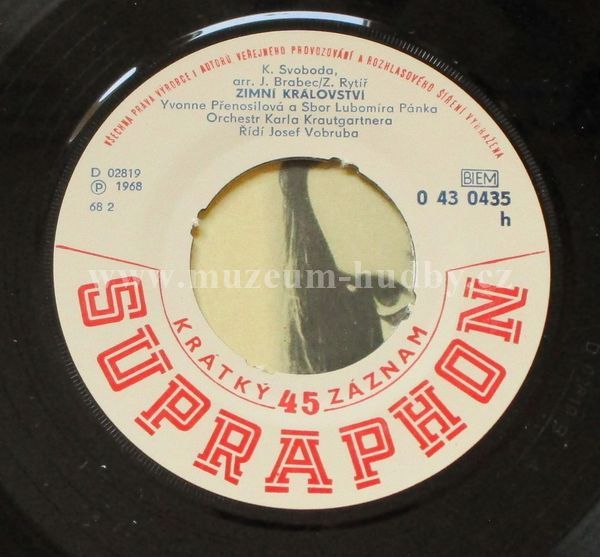 VŠECHNA PRÁVA VÝROBCE I AUTORŮ VEŘEJNÉHO PROVOZOVÁNÍ A ROZHLASOVÉHO ŠÍŘENÍ VYHRAŽENA
K. Svoboda,
arr. J. Brabec/Z. Rytíř
ZIMNÍ KRÁLOVSTVÍ
Yvonne Přenosilová a Sbor Lubomíra Pánka
Orchestr Karla Krautgartnera
Řídí Josef Vobruba
D 02819
Ⓟ 1968
68 2
BIEM
0 43 0435
h
www.muzeum-hudby.cz
KRÁTKÝ 45 ZÁZNAM
SUPRAPHON